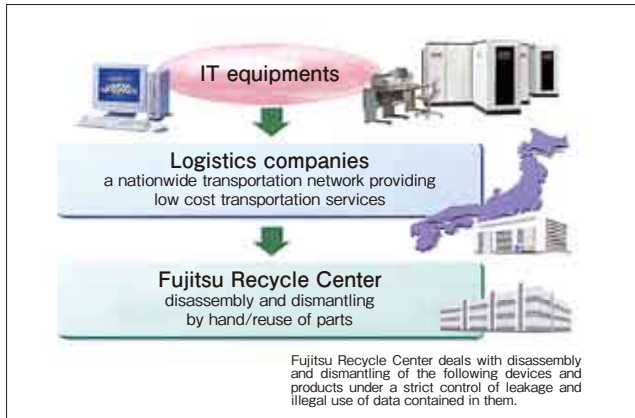 IT equipments
Logistics companies
a nationwide transportation network providing
low cost transportation services
Fujitsu Recycle Center
disassembly and dismantling
by hand/reuse of parts
Fujitsu Recycle Center deals with disassembly
and dismantling of the following devices and
products under a strict control of leakage and
illegal use of data contained in them.